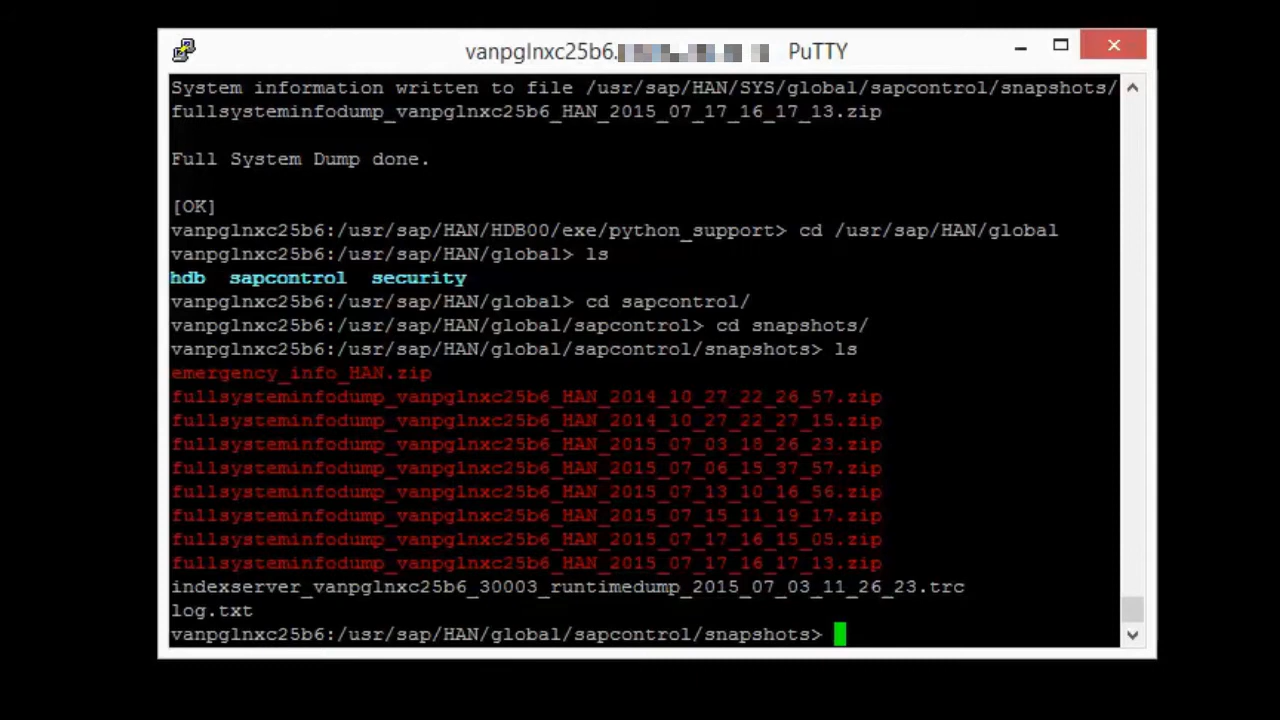 vanpglnxc25b6. PuTTY
System information written to file /usr/sap/HAN/SYS/global/sapcontrol/snapshots/
fullsysteminfodump_vanpglnxc25b6_HAN_2015_07_17_16_17_13.zip
Full System Dump done.
[OK]
vanpglnxc25b6:/usr/sap/HAN/HDB00/exe/python_support> cd /usr/sap/HAN/global
vanpglnxc25b6:/usr/sap/HAN/global> ls
hdb sapcontrol security
vanpglnxc25b6:/usr/sap/HAN/global> cd sapcontrol/
vanpglnxc25b6:/usr/sap/HAN/global/sapcontrol> cd snapshots/
vanpglnxc25b6:/usr/sap/HAN/global/sapcontrol/snapshots> ls
emergency_info_HAN.zip
fullsysteminfodump_vanpglnxc25b6_HAN_2014_10_27_22_26_57.zip
fullsysteminfodump_vanpglnxc25b6_HAN_2014_10_27_22_27_15.zip
fullsysteminfodump_vanpglnxc25b6_HAN_2015_07_03_18_26_23.zip
fullsysteminfodump_vanpglnxc25b6_HAN_2015_07_06_15_37_57.zip
fullsysteminfodump_vanpglnxc25b6_HAN_2015_07_13_10_16_56.zip
fullsysteminfodump_vanpglnxc25b6_HAN_2015_07_15_11_19_17.zip
fullsysteminfodump_vanpglnxc25b6_HAN_2015_07_17_16_15_05.zip
fullsysteminfodump_vanpglnxc25b6_HAN_2015_07_17_16_17_13.zip
indexserver_vanpglnxc25b6_30003_runtimedump_2015_07_03_11_26_23.trc
log.txt
vanpglnxc25b6:/usr/sap/HAN/global/sapcontrol/snapshots>